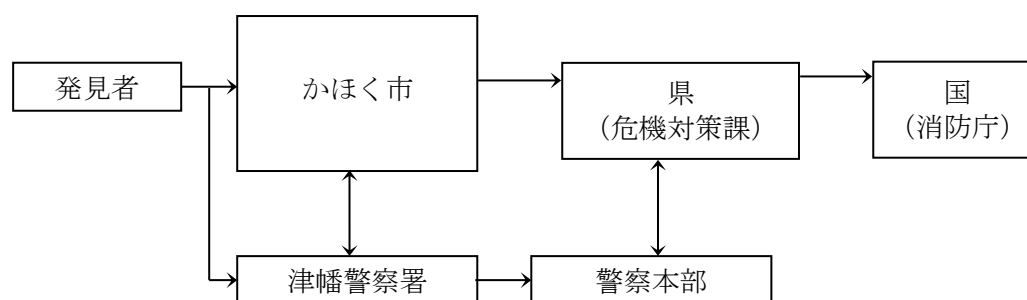 発見者
かほく市
県
（危機対策課）
国
（消防庁）
津幡警察署
警察本部